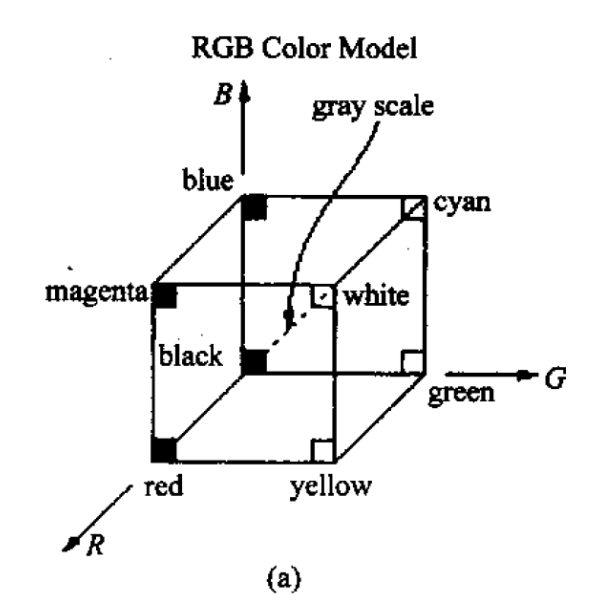 RGB Color Model
B
gray scale
blue
cyan
magenta
white
black
G
green
red
yellow
R
(a)